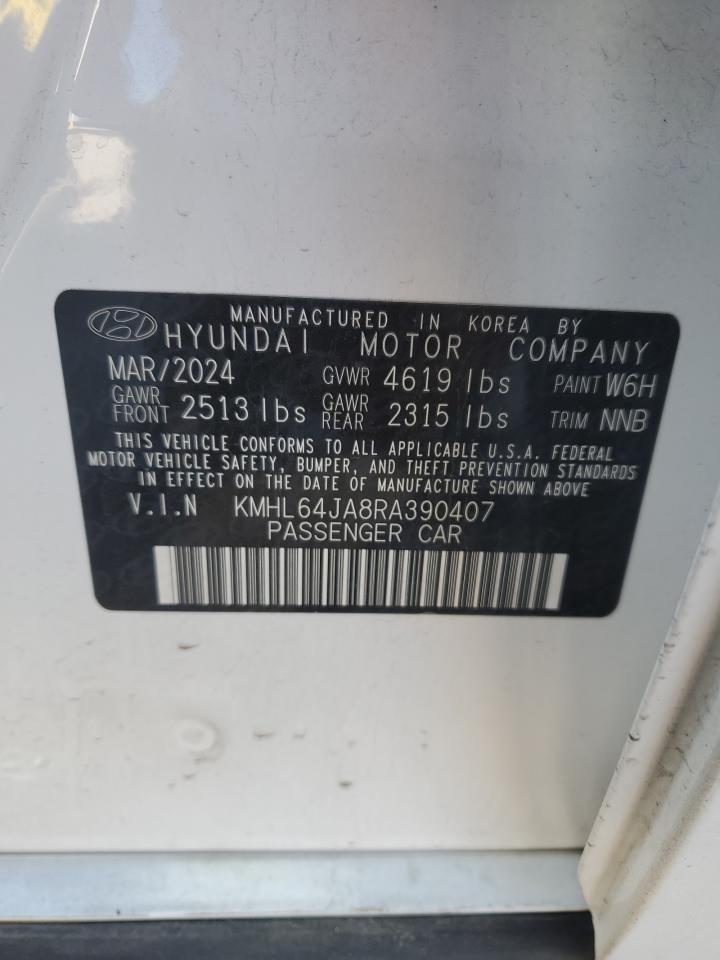 MANUFACTURED IN KOREA BY
HYUNDAI MOTOR COMPANY
MAR/2024 GVWR 4619 lbs PAINT W6H
GAWR FRONT 2513 lbs GAWR REAR 2315 lbs TRIM NNB
THIS VEHICLE CONFORMS TO ALL APPLICABLE U.S.A. FEDERAL
MOTOR VEHICLE SAFETY, BUMPER, AND THEFT PREVENTION STANDARDS
IN EFFECT ON THE DATE OF MANUFACTURE SHOWN ABOVE
V.I.N KMHL64JA8RA390407
PASSENGER CAR